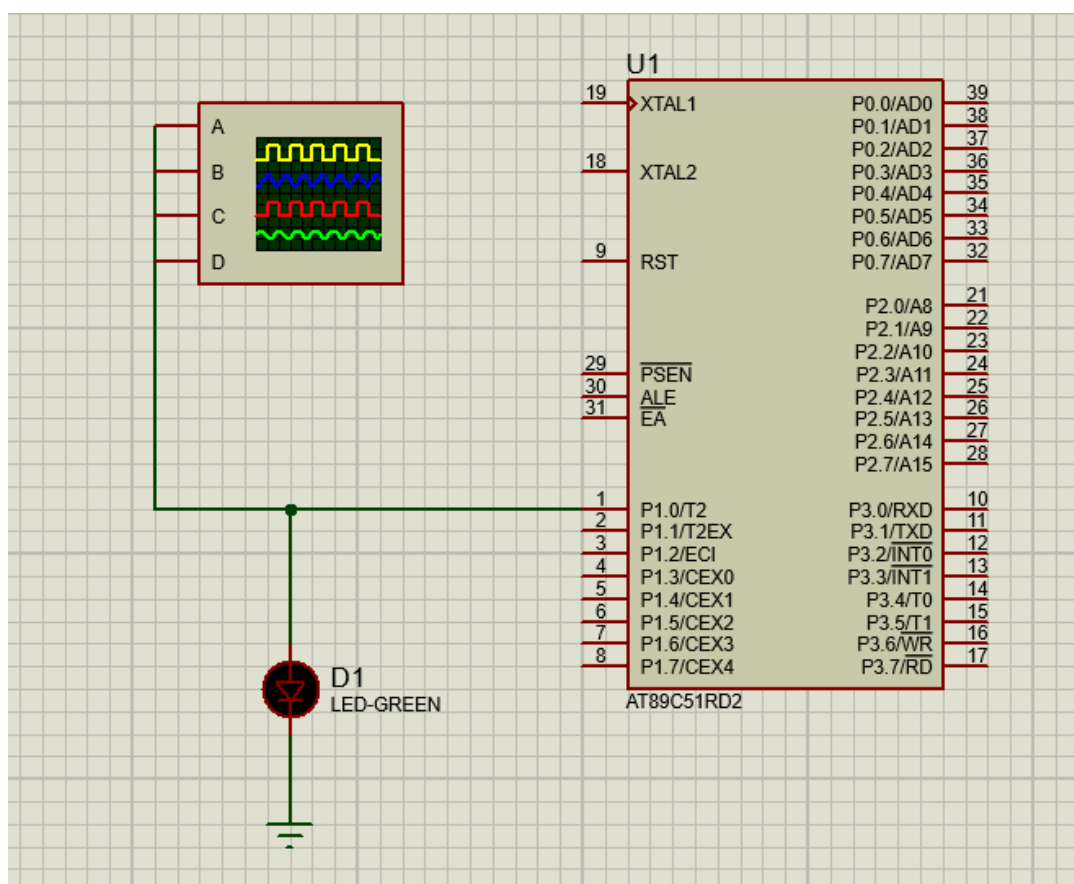 U1
A
B
C
D
19 XTAL1
18 XTAL2
9 RST
29 PSEN
30 ALE
31 EA
1 P1.0/T2
2 P1.1/T2EX
3 P1.2/ECI
4 P1.3/CEX0
5 P1.4/CEX1
6 P1.5/CEX2
7 P1.6/CEX3
8 P1.7/CEX4
P0.0/AD0 39
P0.1/AD1 38
P0.2/AD2 37
P0.3/AD3 36
P0.4/AD4 35
P0.5/AD5 34
P0.6/AD6 33
P0.7/AD7 32
P2.0/A8 21
P2.1/A9 22
P2.2/A10 23
P2.3/A11 24
P2.4/A12 25
P2.5/A13 26
P2.6/A14 27
P2.7/A15 28
P3.0/RXD 10
P3.1/TXD 11
P3.2/INT0 12
P3.3/INT1 13
P3.4/T0 14
P3.5/T1 15
P3.6/WR 16
P3.7/RD 17
AT89C51RD2
D1
LED-GREEN